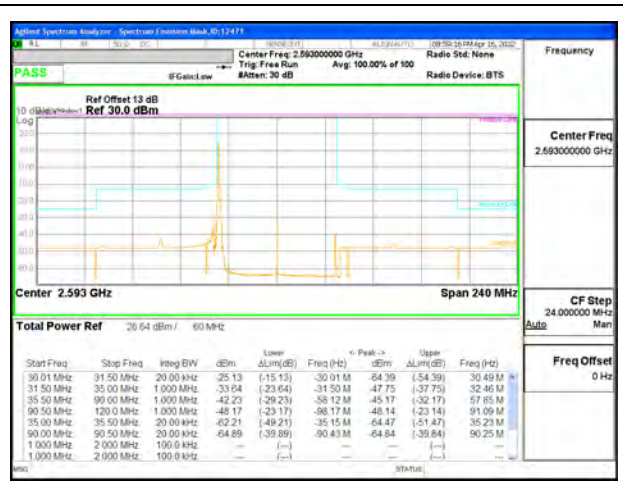 Agilent Spectrum Analyzer - Spectrum Emission Mask, ID:12473
RL RF 50 Ω DC SENSE:INT ALIGNAUTO 09:59:16 PM Apr 16, 2022
Center Freq: 2.593000000 GHz Radio Std: None
Trig: Free Run Avg: 100.00% of 100
PASS IFGain:Low #Atten: 30 dB Radio Device: BTS
Ref Offset 13 dB
10 dB/div Ref 30.0 dBm
Log
Center 2.593 GHz Span 240 MHz
Total Power Ref 26.64 dBm / 60 MHz
Lower <- Peak -> Upper
Start Freq Stop Freq Integ BW dBm ΔLim(dB) Freq (Hz) dBm ΔLim(dB) Freq (Hz)
30.01 MHz 31.50 MHz 20.00 kHz -25.13 (-15.13) -30.01 M -64.39 (-54.39) 30.49 M
31.50 MHz 35.00 MHz 1.000 MHz -33.64 (-23.64) -31.50 M -47.75 (-37.75) 32.46 M
35.50 MHz 90.00 MHz 1.000 MHz -42.23 (-29.23) -58.12 M -45.17 (-32.17) 57.85 M
90.50 MHz 120.0 MHz 1.000 MHz -48.17 (-23.17) -98.17 M -48.14 (-23.14) 91.09 M
35.00 MHz 35.50 MHz 20.00 kHz -62.21 (-49.21) -35.15 M -64.47 (-51.47) 35.23 M
90.00 MHz 90.50 MHz 20.00 kHz -64.89 (-39.89) -90.43 M -64.84 (-39.84) 90.25 M
1.000 MHz 2.000 MHz 100.0 kHz --- (---) --- --- (---) ---
1.000 MHz 2.000 MHz 100.0 kHz --- (---) --- --- (---) ---
MSG STATUS
Frequency
Center Freq
2.593000000 GHz
CF Step
24.000000 MHz
Auto Man
Freq Offset
0 Hz